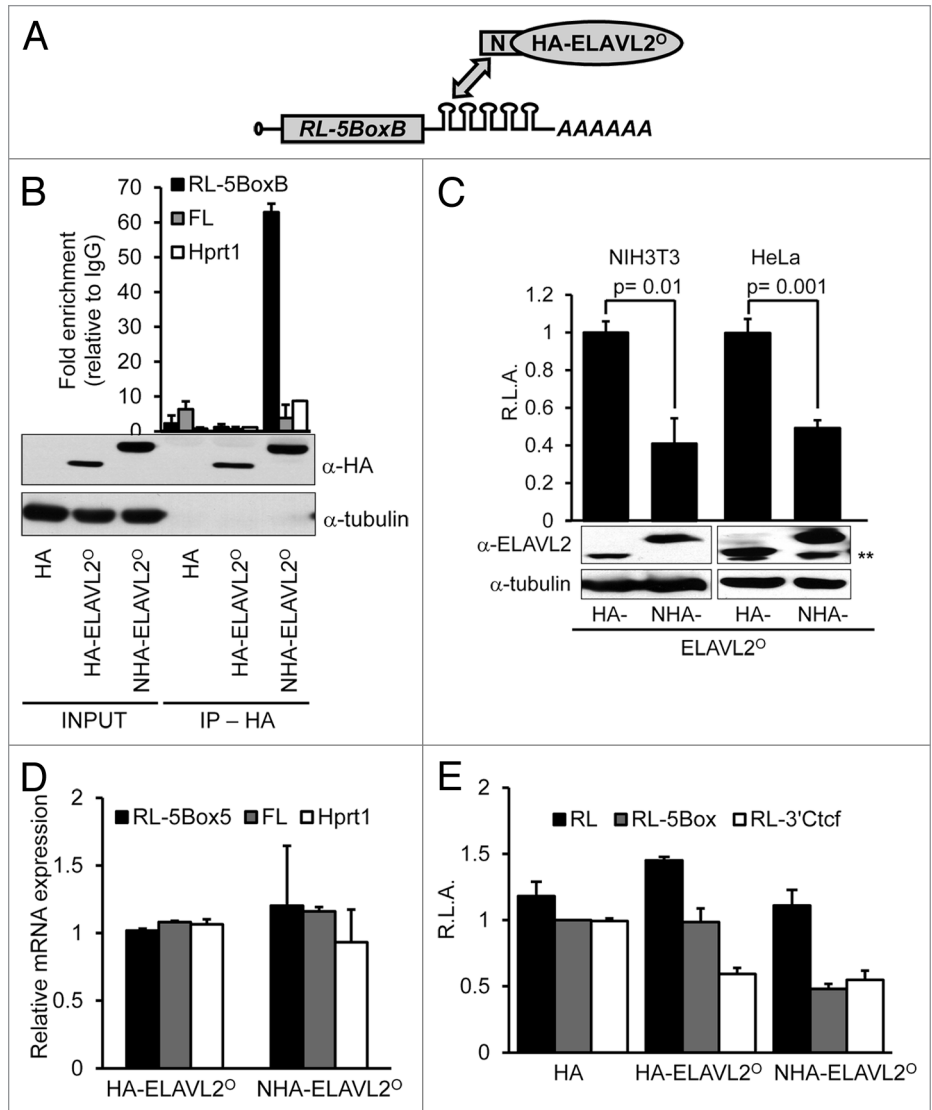 A
N
HA-ELAVL2ᴼ
RL-5BoxB
AAAAAA
B
RL-5BoxB
FL
Hprt1
Fold enrichment
(relative to IgG)
70
60
50
40
30
20
10
0
α-HA
α-tubulin
HA
HA-ELAVL2ᴼ
NHA-ELAVL2ᴼ
HA
HA-ELAVL2ᴼ
NHA-ELAVL2ᴼ
INPUT
IP – HA
C
NIH3T3 HeLa
p= 0.01 p= 0.001
R.L.A.
1.2
1
0.8
0.6
0.4
0.2
0
α-ELAVL2
**
α-tubulin
HA- NHA- HA- NHA-
ELAVL2ᴼ
D
RL-5Box5 FL Hprt1
Relative mRNA expression
2
1.5
1
0.5
0
HA-ELAVL2ᴼ NHA-ELAVL2ᴼ
E
RL RL-5Box RL-3'Ctcf
R.L.A.
2
1.5
1
0.5
0
HA HA-ELAVL2ᴼ NHA-ELAVL2ᴼ